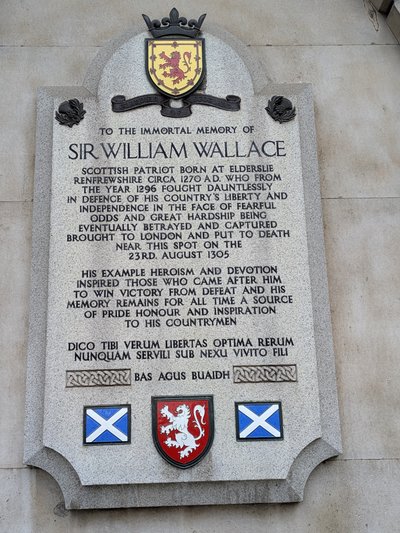 TO THE IMMORTAL MEMORY OF
SIR WILLIAM WALLACE
SCOTTISH PATRIOT BORN AT ELDERSLIE
RENFREWSHIRE CIRCA 1270 A.D. WHO FROM
THE YEAR 1296 FOUGHT DAUNTLESSLY
IN DEFENCE OF HIS COUNTRY'S LIBERTY AND
INDEPENDENCE IN THE FACE OF FEARFUL
ODDS AND GREAT HARDSHIP BEING
EVENTUALLY BETRAYED AND CAPTURED
BROUGHT TO LONDON AND PUT TO DEATH
NEAR THIS SPOT ON THE
23RD. AUGUST 1305
HIS EXAMPLE HEROISM AND DEVOTION
INSPIRED THOSE WHO CAME AFTER HIM
TO WIN VICTORY FROM DEFEAT AND HIS
MEMORY REMAINS FOR ALL TIME A SOURCE
OF PRIDE HONOUR AND INSPIRATION
TO HIS COUNTRYMEN
DICO TIBI VERUM LIBERTAS OPTIMA RERUM
NUNQUAM SERVILI SUB NEXU VIVITO FILI
BAS AGUS BUAIDH